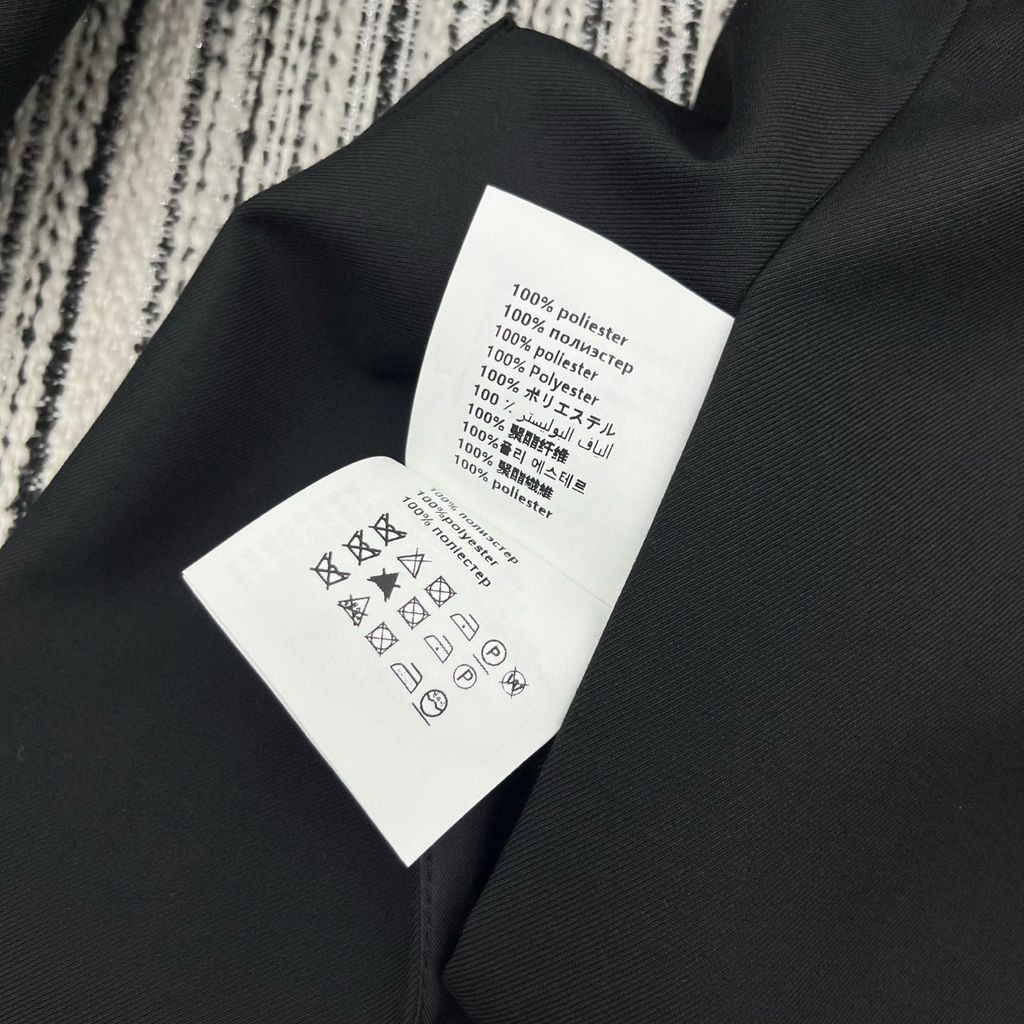 100% poliester
100% полиэстер
100% poliester
100% Polyester
100% ポリエステル
100 ٪ ألياف البوليستر
100% 聚酯纤维
100%폴리 에스테르
100% 聚酯纖維
100% poliester
100% полиэстер
100%polyester
100% поліестер
P
W
P